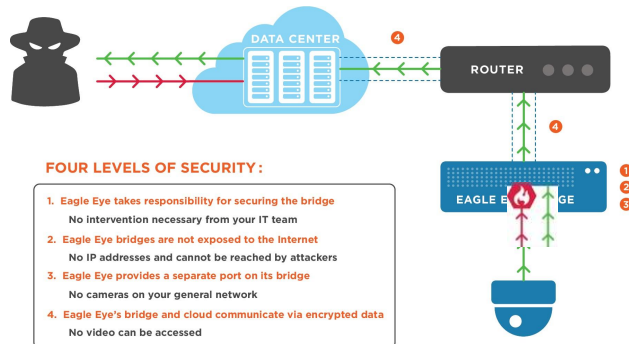 DATA CENTER
4
ROUTER
4
FOUR LEVELS OF SECURITY:
1
2
3
EAGLE E GE
1. Eagle Eye takes responsibility for securing the bridge
No intervention necessary from your IT team
2. Eagle Eye bridges are not exposed to the Internet
No IP addresses and cannot be reached by attackers
3. Eagle Eye provides a separate port on its bridge
No cameras on your general network
4. Eagle Eye's bridge and cloud communicate via encrypted data
No video can be accessed